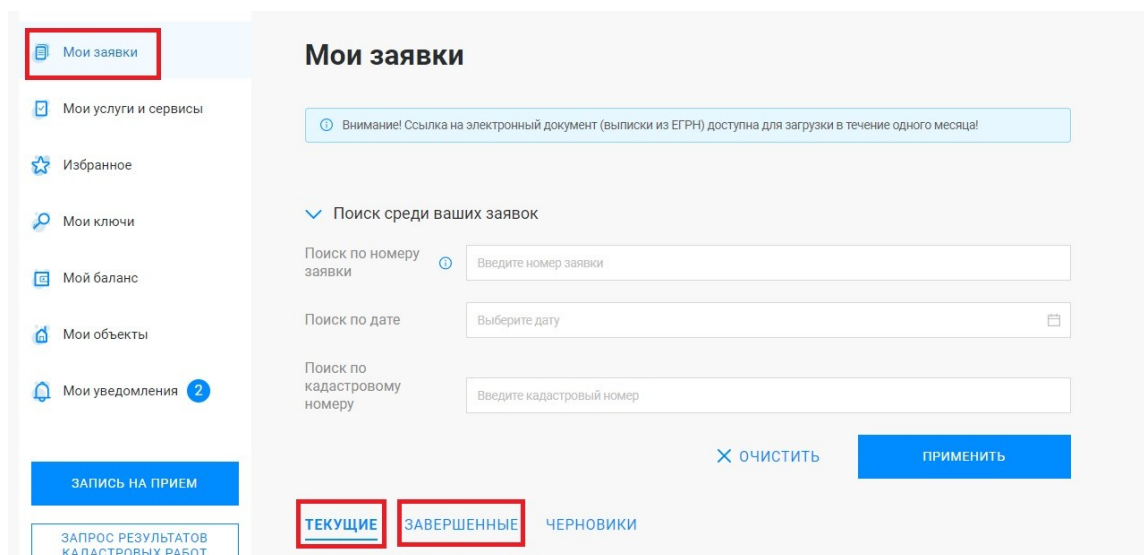 Мои заявки
Мои услуги и сервисы
Избранное
Мои ключи
Мой баланс
Мои объекты
Мои уведомления 2
ЗАПИСЬ НА ПРИЕМ
ЗАПРОС РЕЗУЛЬТАТОВ
КАДАСТРОВЫХ РАБОТ
Мои заявки
Внимание! Ссылка на электронный документ (выписки из ЕГРН) доступна для загрузки в течение одного месяца!
Поиск среди ваших заявок
Поиск по номеру
заявки
Введите номер заявки
Поиск по дате
Выберите дату
Поиск по
кадастровому
номеру
Введите кадастровый номер
ОЧИСТИТЬ
ПРИМЕНИТЬ
ТЕКУЩИЕ
ЗАВЕРШЕННЫЕ
ЧЕРНОВИКИ